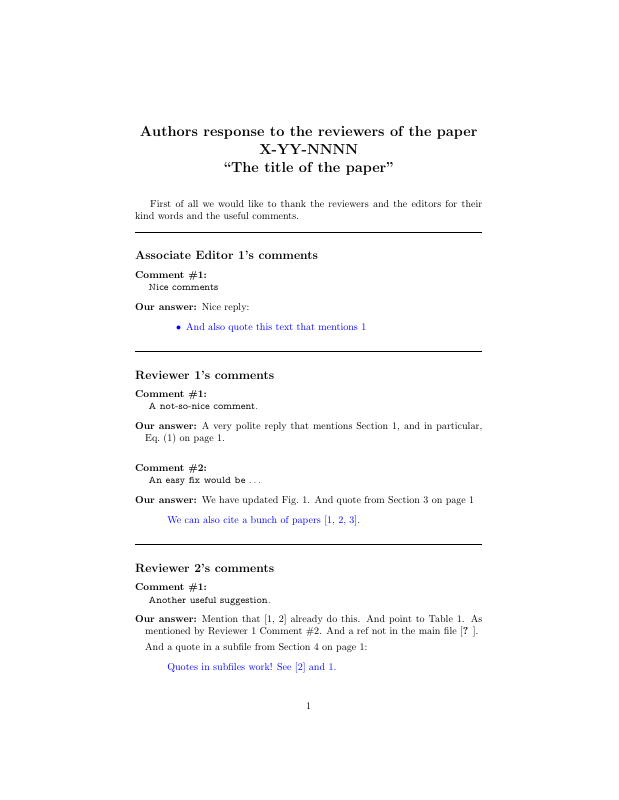 Authors response to the reviewers of the paper
X-YY-NNNN
“The title of the paper”
First of all we would like to thank the reviewers and the editors for their
kind words and the useful comments.
Associate Editor 1’s comments
Comment #1:
Nice comments
Our answer: Nice reply:
• And also quote this text that mentions 1
Reviewer 1’s comments
Comment #1:
A not-so-nice comment.
Our answer: A very polite reply that mentions Section 1, and in particular,
Eq. (1) on page 1.
Comment #2:
An easy fix would be ...
Our answer: We have updated Fig. 1. And quote from Section 3 on page 1
We can also cite a bunch of papers [1, 2, 3].
Reviewer 2’s comments
Comment #1:
Another useful suggestion.
Our answer: Mention that [1, 2] already do this. And point to Table 1. As
mentioned by Reviewer 1 Comment #2. And a ref not in the main file [? ].
And a quote in a subfile from Section 4 on page 1:
Quotes in subfiles work! See [2] and 1.
1